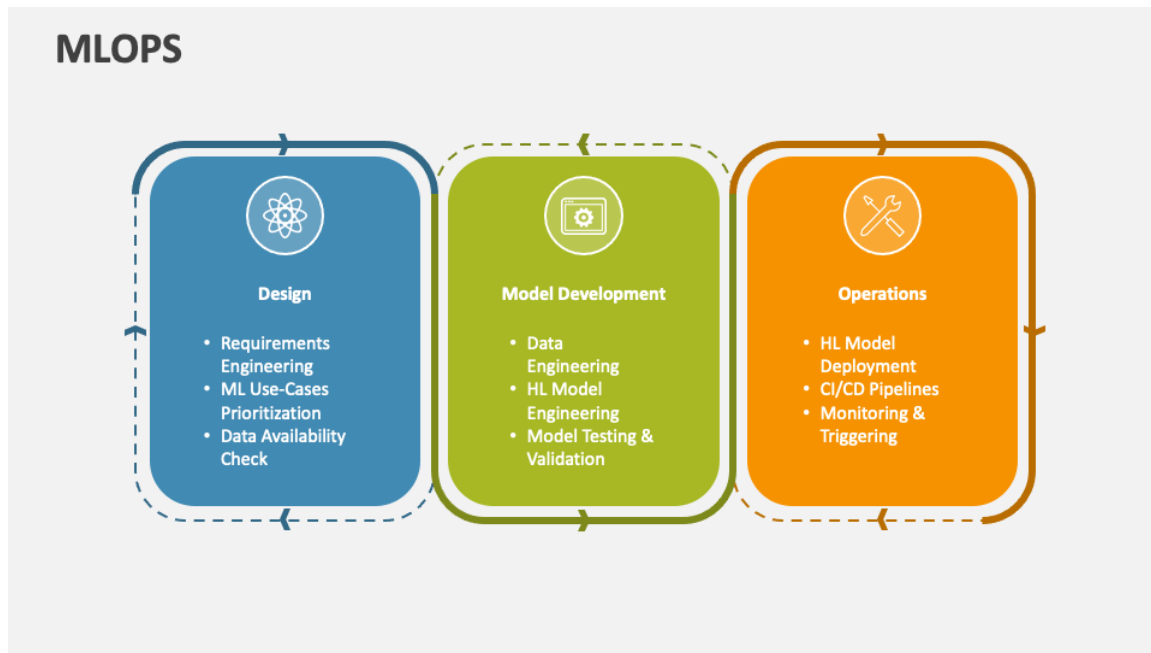 MLOPS
Design
• Requirements
Engineering
• ML Use-Cases
Prioritization
• Data Availability
Check
Model Development
• Data
Engineering
• HL Model
Engineering
• Model Testing &
Validation
Operations
• HL Model
Deployment
• CI/CD Pipelines
• Monitoring &
Triggering